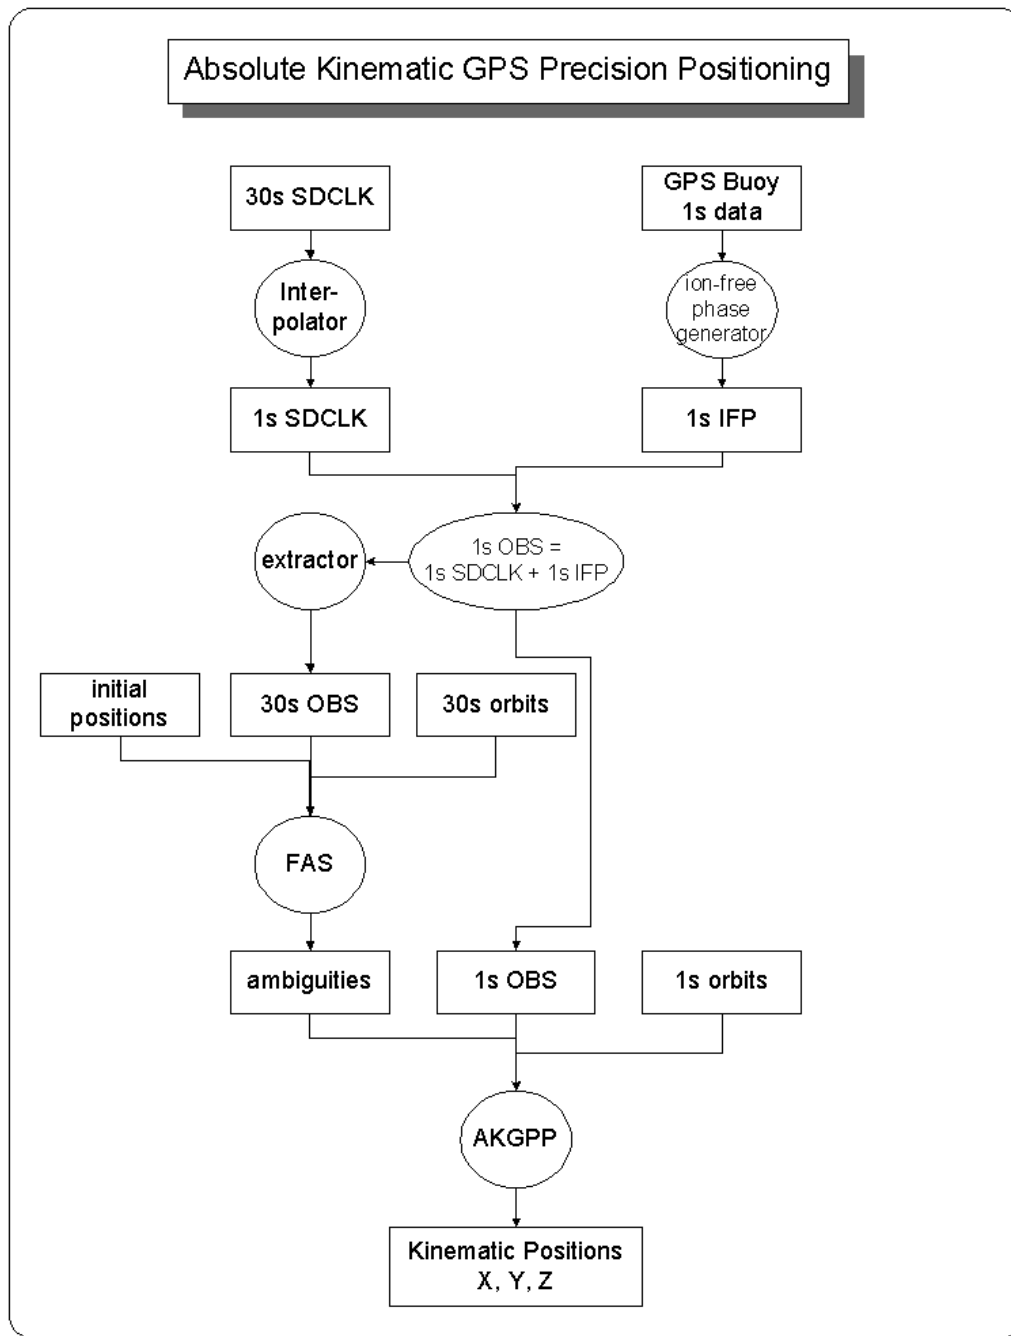 Absolute Kinematic GPS Precision Positioning
30s SDCLK
GPS Buoy
1s data
Inter-
polator
ion-free
phase
generator
1s SDCLK
1s IFP
extractor
1s OBS =
1s SDCLK + 1s IFP
initial
positions
30s OBS
30s orbits
FAS
ambiguities
1s OBS
1s orbits
AKGPP
Kinematic Positions
X, Y, Z